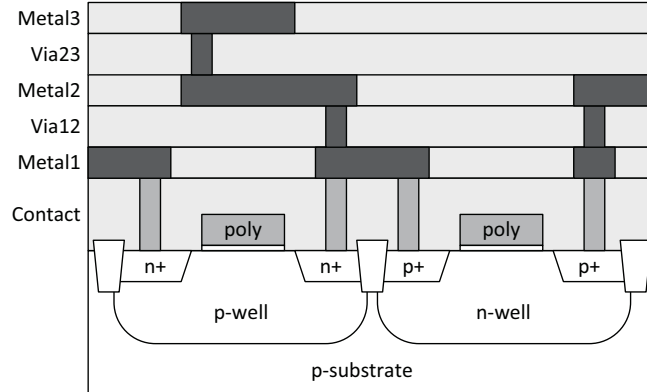 Metal3
Via23
Metal2
Via12
Metal1
Contact
poly poly
n+ n+ p+ p+
p-well n-well
p-substrate